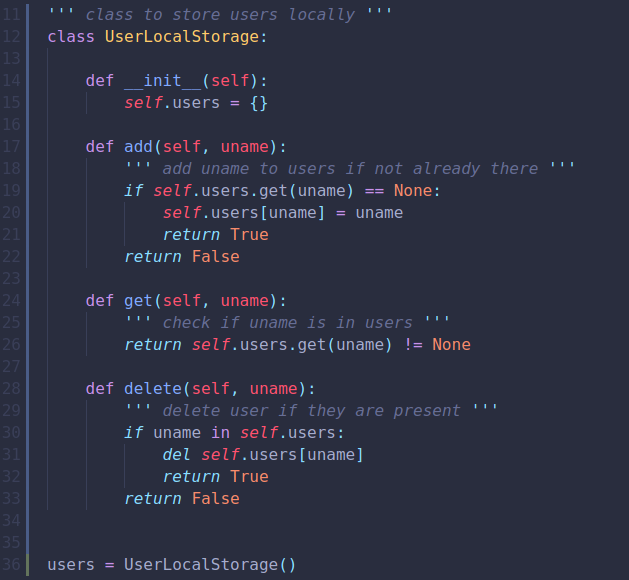 11 ''' class to store users locally '''
12 class UserLocalStorage:
13
14     def __init__(self):
15         self.users = {}
16
17     def add(self, uname):
18         ''' add uname to users if not already there '''
19         if self.users.get(uname) == None:
20             self.users[uname] = uname
21             return True
22         return False
23
24     def get(self, uname):
25         ''' check if uname is in users '''
26         return self.users.get(uname) != None
27
28     def delete(self, uname):
29         ''' delete user if they are present '''
30         if uname in self.users:
31             del self.users[uname]
32             return True
33         return False
34
35
36 users = UserLocalStorage()